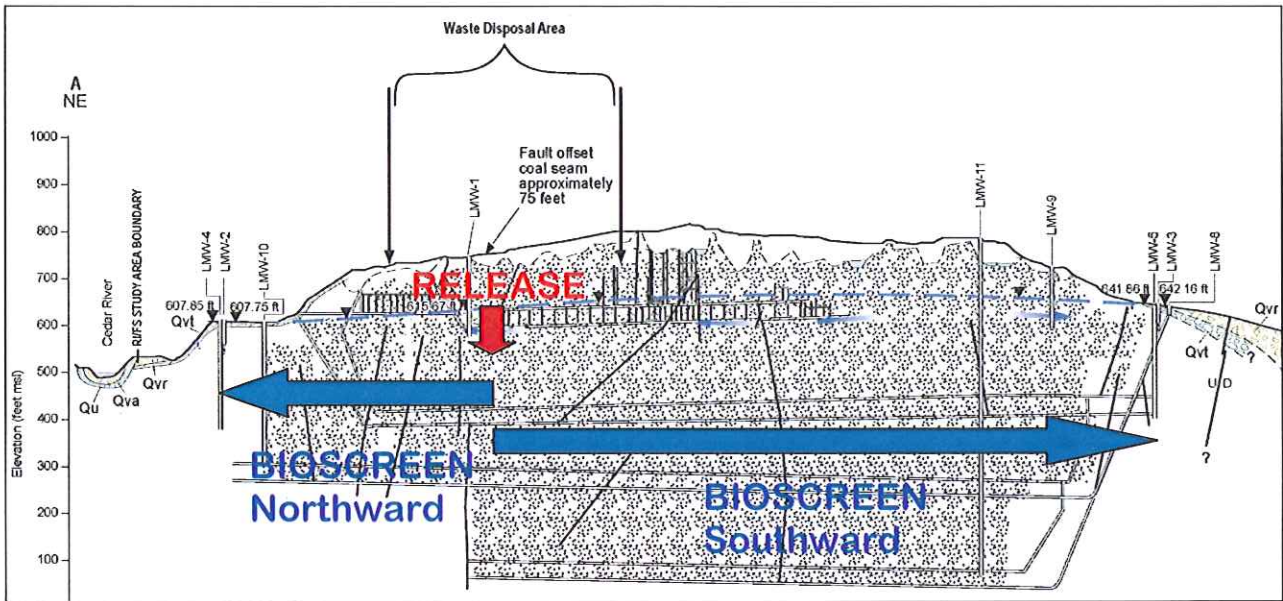 Waste Disposal Area
A
NE
1000
900
800
700
600
500
400
300
200
100
Elevation (feet msl)
Cedar River
RI/FS STUDY AREA BOUNDARY
LMW-4
LMW-2
LMW-10
607.65 ft
607.75 ft
Qvt
Qvr
Qva
Qu
LMW-1
Fault offset
coal seam
approximately
75 feet
RELEASE
615.67 ft
LMW-11
LMW-9
LMW-5
LMW-3
LMW-8
641 86 ft
642 16 ft
Qvr
Qvt
?
U D
?
BIOSCREEN
Northward
BIOSCREEN
Southward